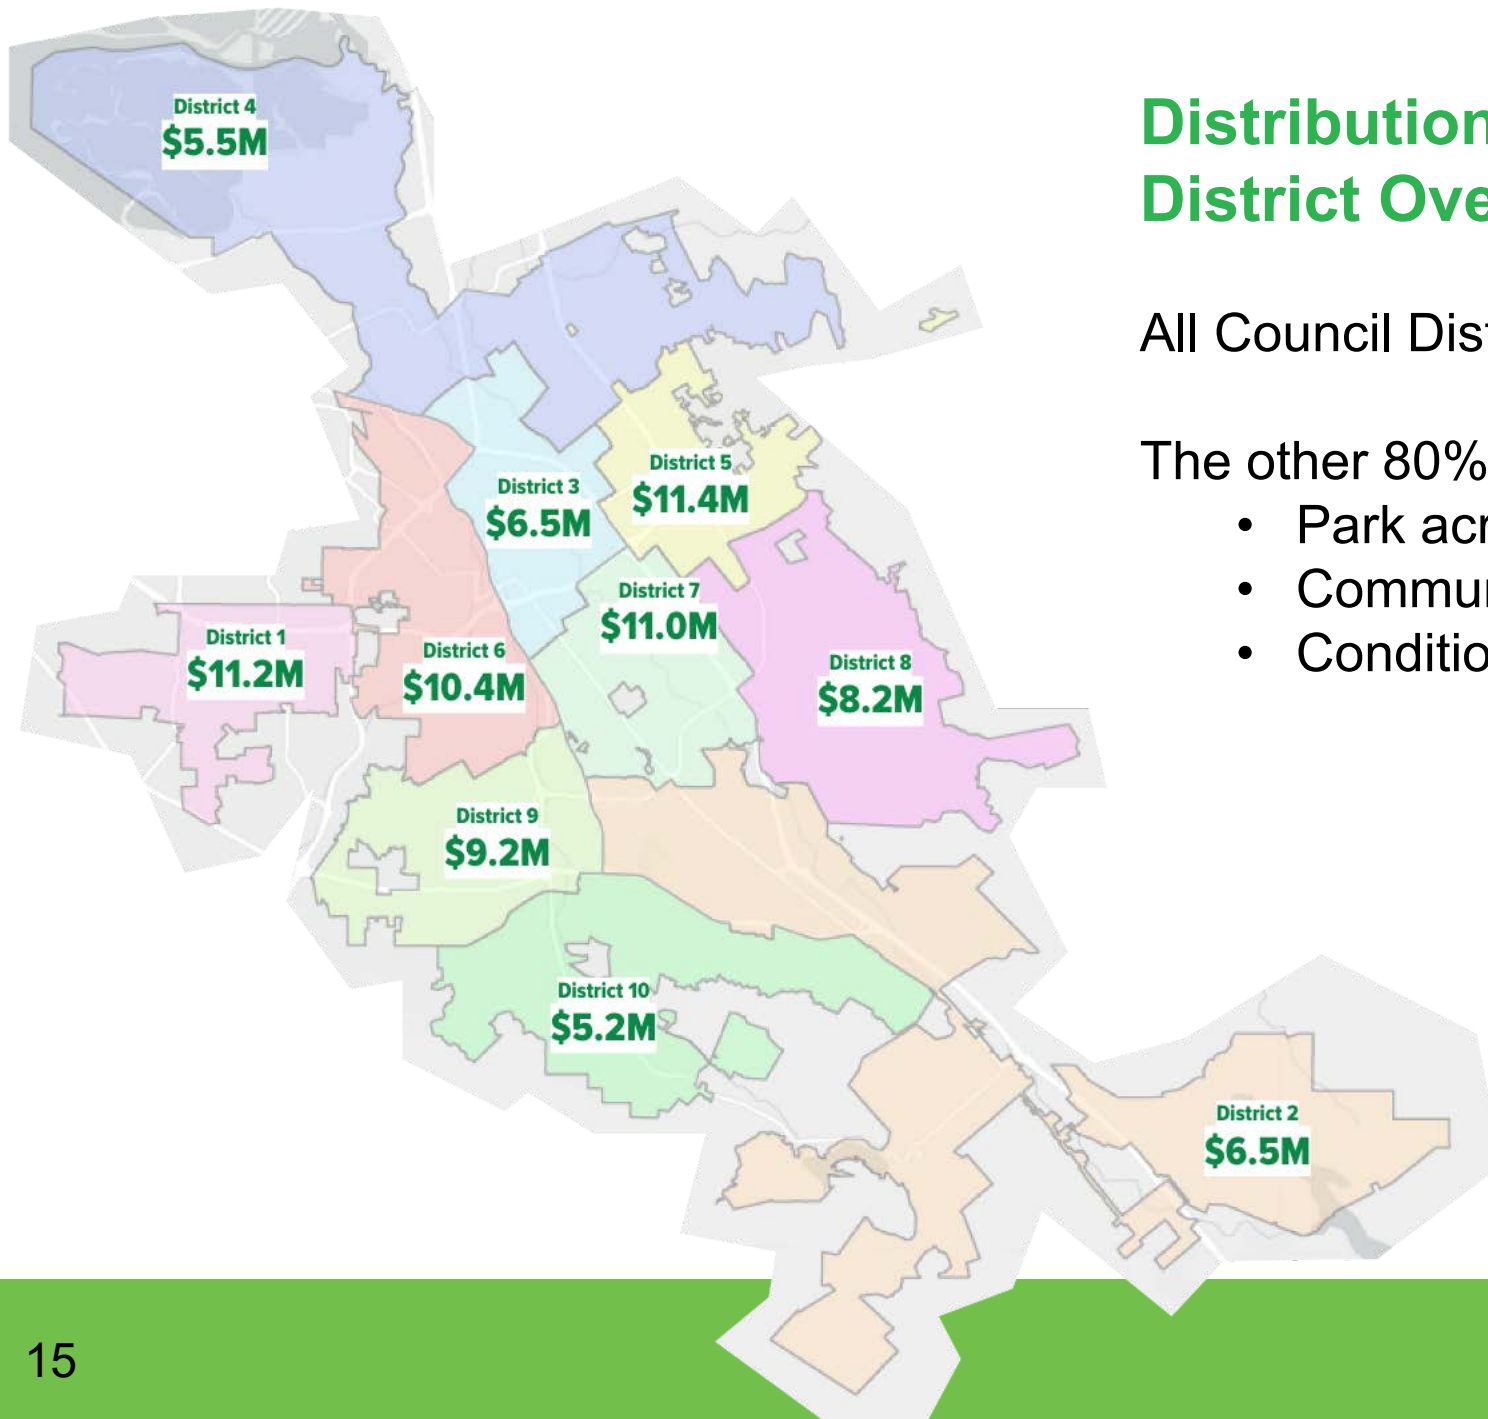 Distribution
District Ove
All Council Dis
The other 80%
• Park acr
• Commu
• Conditio
District 4
$5.5M
District 5
$11.4M
District 3
$6.5M
District 7
$11.0M
District 1
$11.2M
District 6
$10.4M
District 8
$8.2M
District 9
$9.2M
District 10
$5.2M
District 2
$6.5M
15